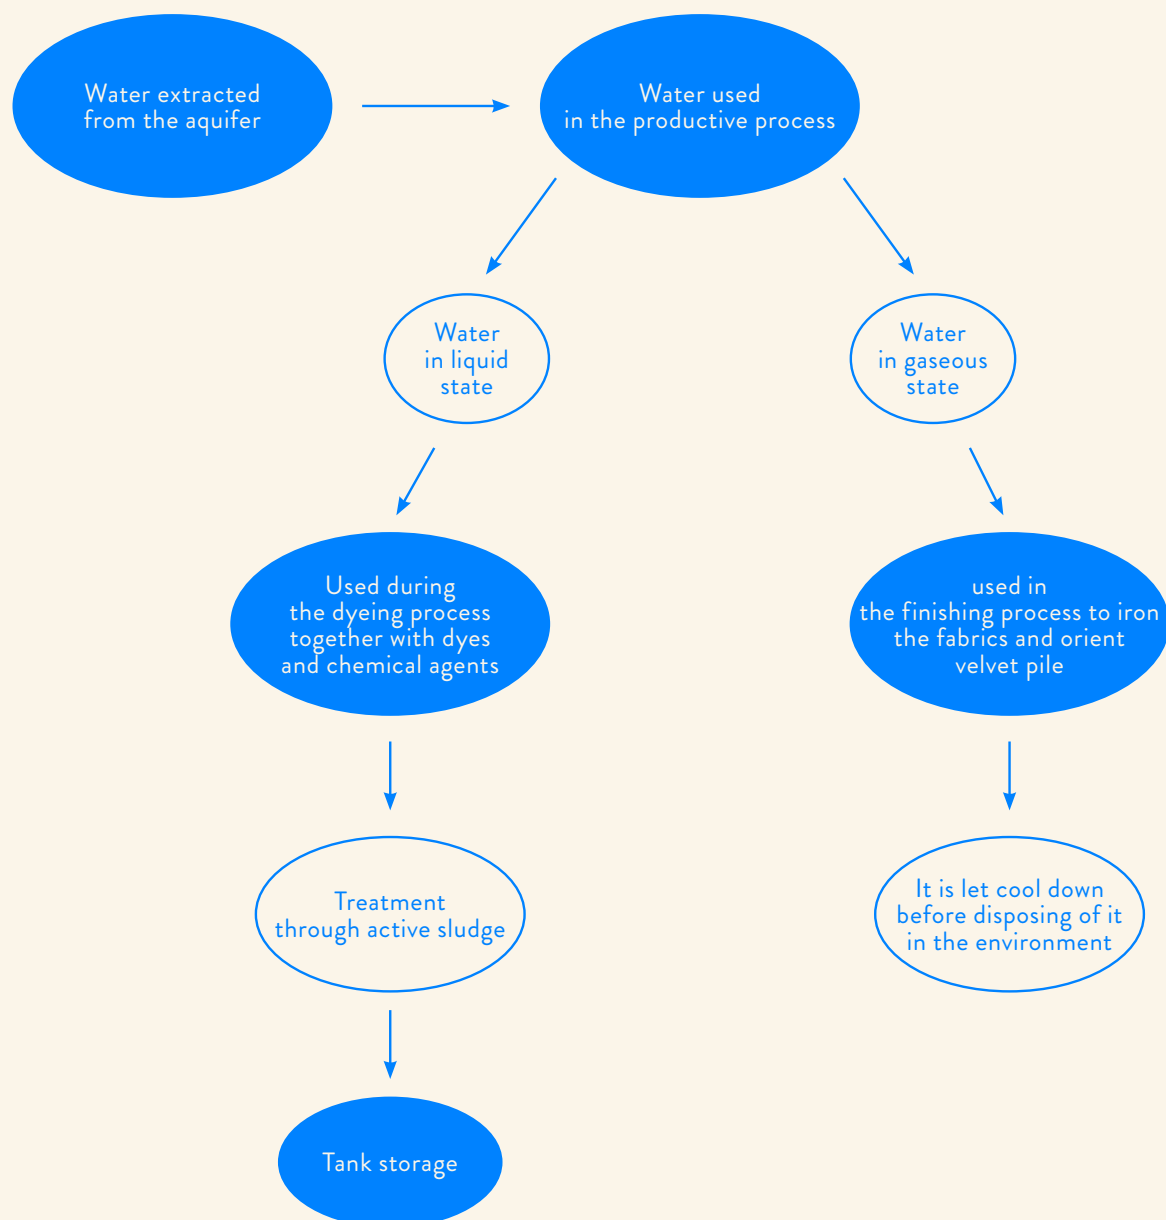 Water extracted
from the aquifer
Water used
in the productive process
Water
in liquid
state
Water
in gaseous
state
Used during
the dyeing process
together with dyes
and chemical agents
used in
the finishing process to iron
the fabrics and orient
velvet pile
Treatment
through active sludge
It is let cool down
before disposing of it
in the environment
Tank storage